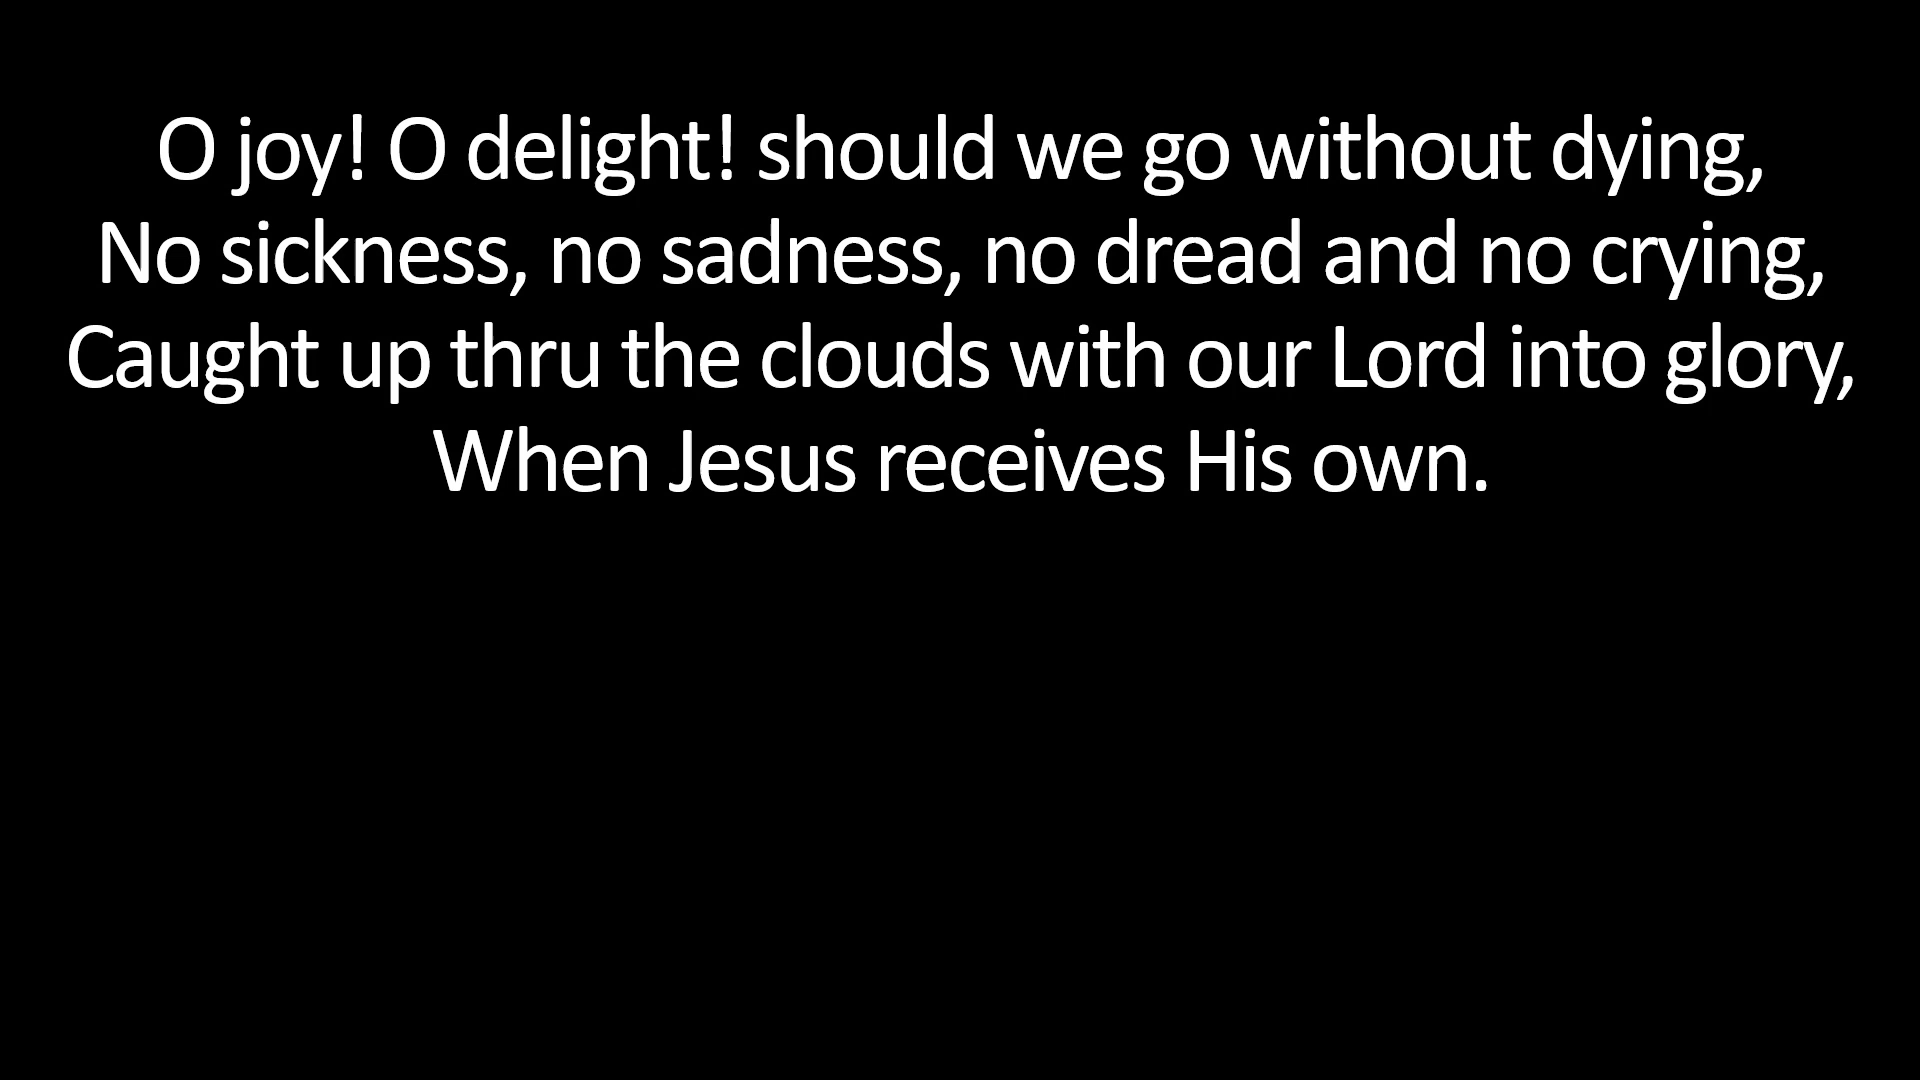 O joy! O delight! should we go without dying,
No sickness, no sadness, no dread and no crying,
Caught up thru the clouds with our Lord into glory,
When Jesus receives His own.